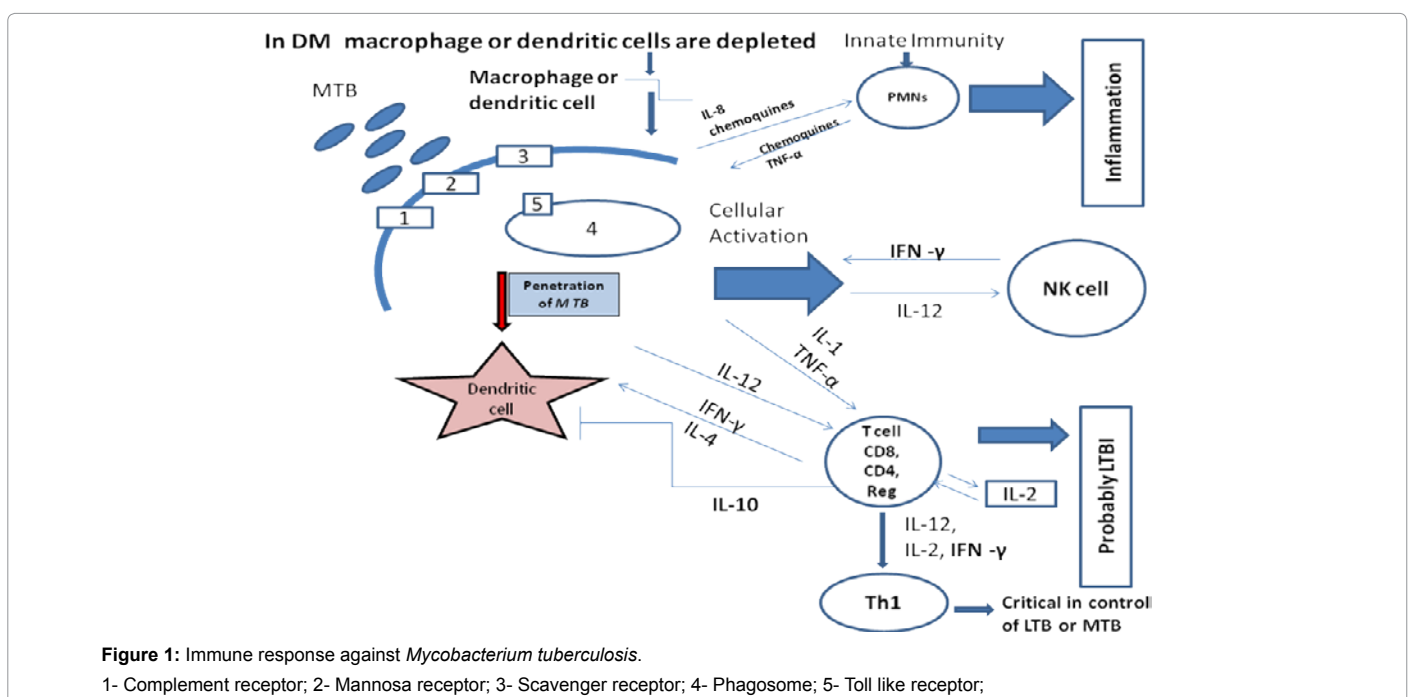 In DM macrophage or dendritic cells are depleted
Innate Immunity
MTB
Macrophage or
dendritic cell
IL-8
chemoquines
Chemoquines
TNF-α
PMNs
Inflammation
3
2
1
5
4
Cellular
Activation
IFN -γ
IL-12
NK cell
Penetration
of M TB
IL-1
TNF-α
Dendritic
cell
IL-12
IFN-γ
IL-4
IL-10
T cell
CD8,
CD4,
Reg
IL-2
Probably LTBI
IL-12,
IL-2, IFN -γ
Th1
Critical in control
of LTB or MTB
Figure 1: Immune response against Mycobacterium tuberculosis.
1- Complement receptor; 2- Mannosa receptor; 3- Scavenger receptor; 4- Phagosome; 5- Toll like receptor;